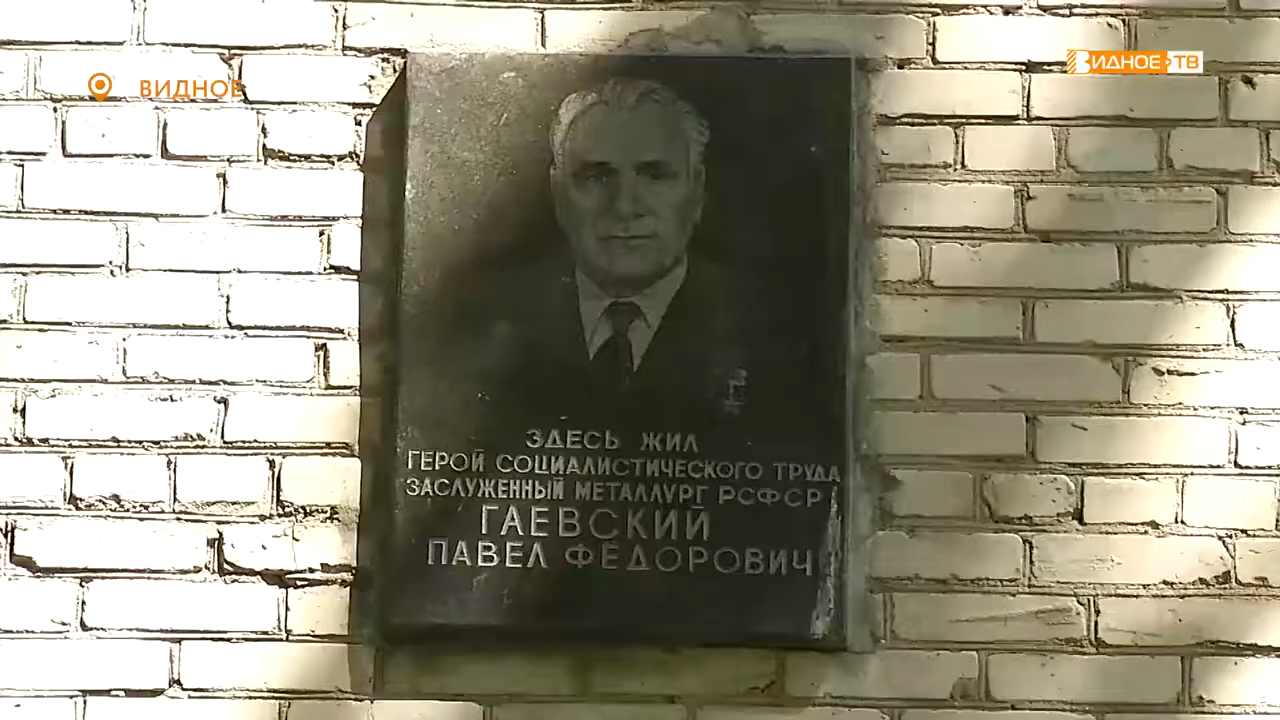 ВИДНОЕ
ВИДНОЕ ТВ
ЗДЕСЬ ЖИЛ
ГЕРОЙ СОЦИАЛИСТИЧЕСКОГО ТРУДА
ЗАСЛУЖЕННЫЙ МЕТАЛЛУРГ РСФСР
ГАЕВСКИЙ
ПАВЕЛ ФЁДОРОВИЧ